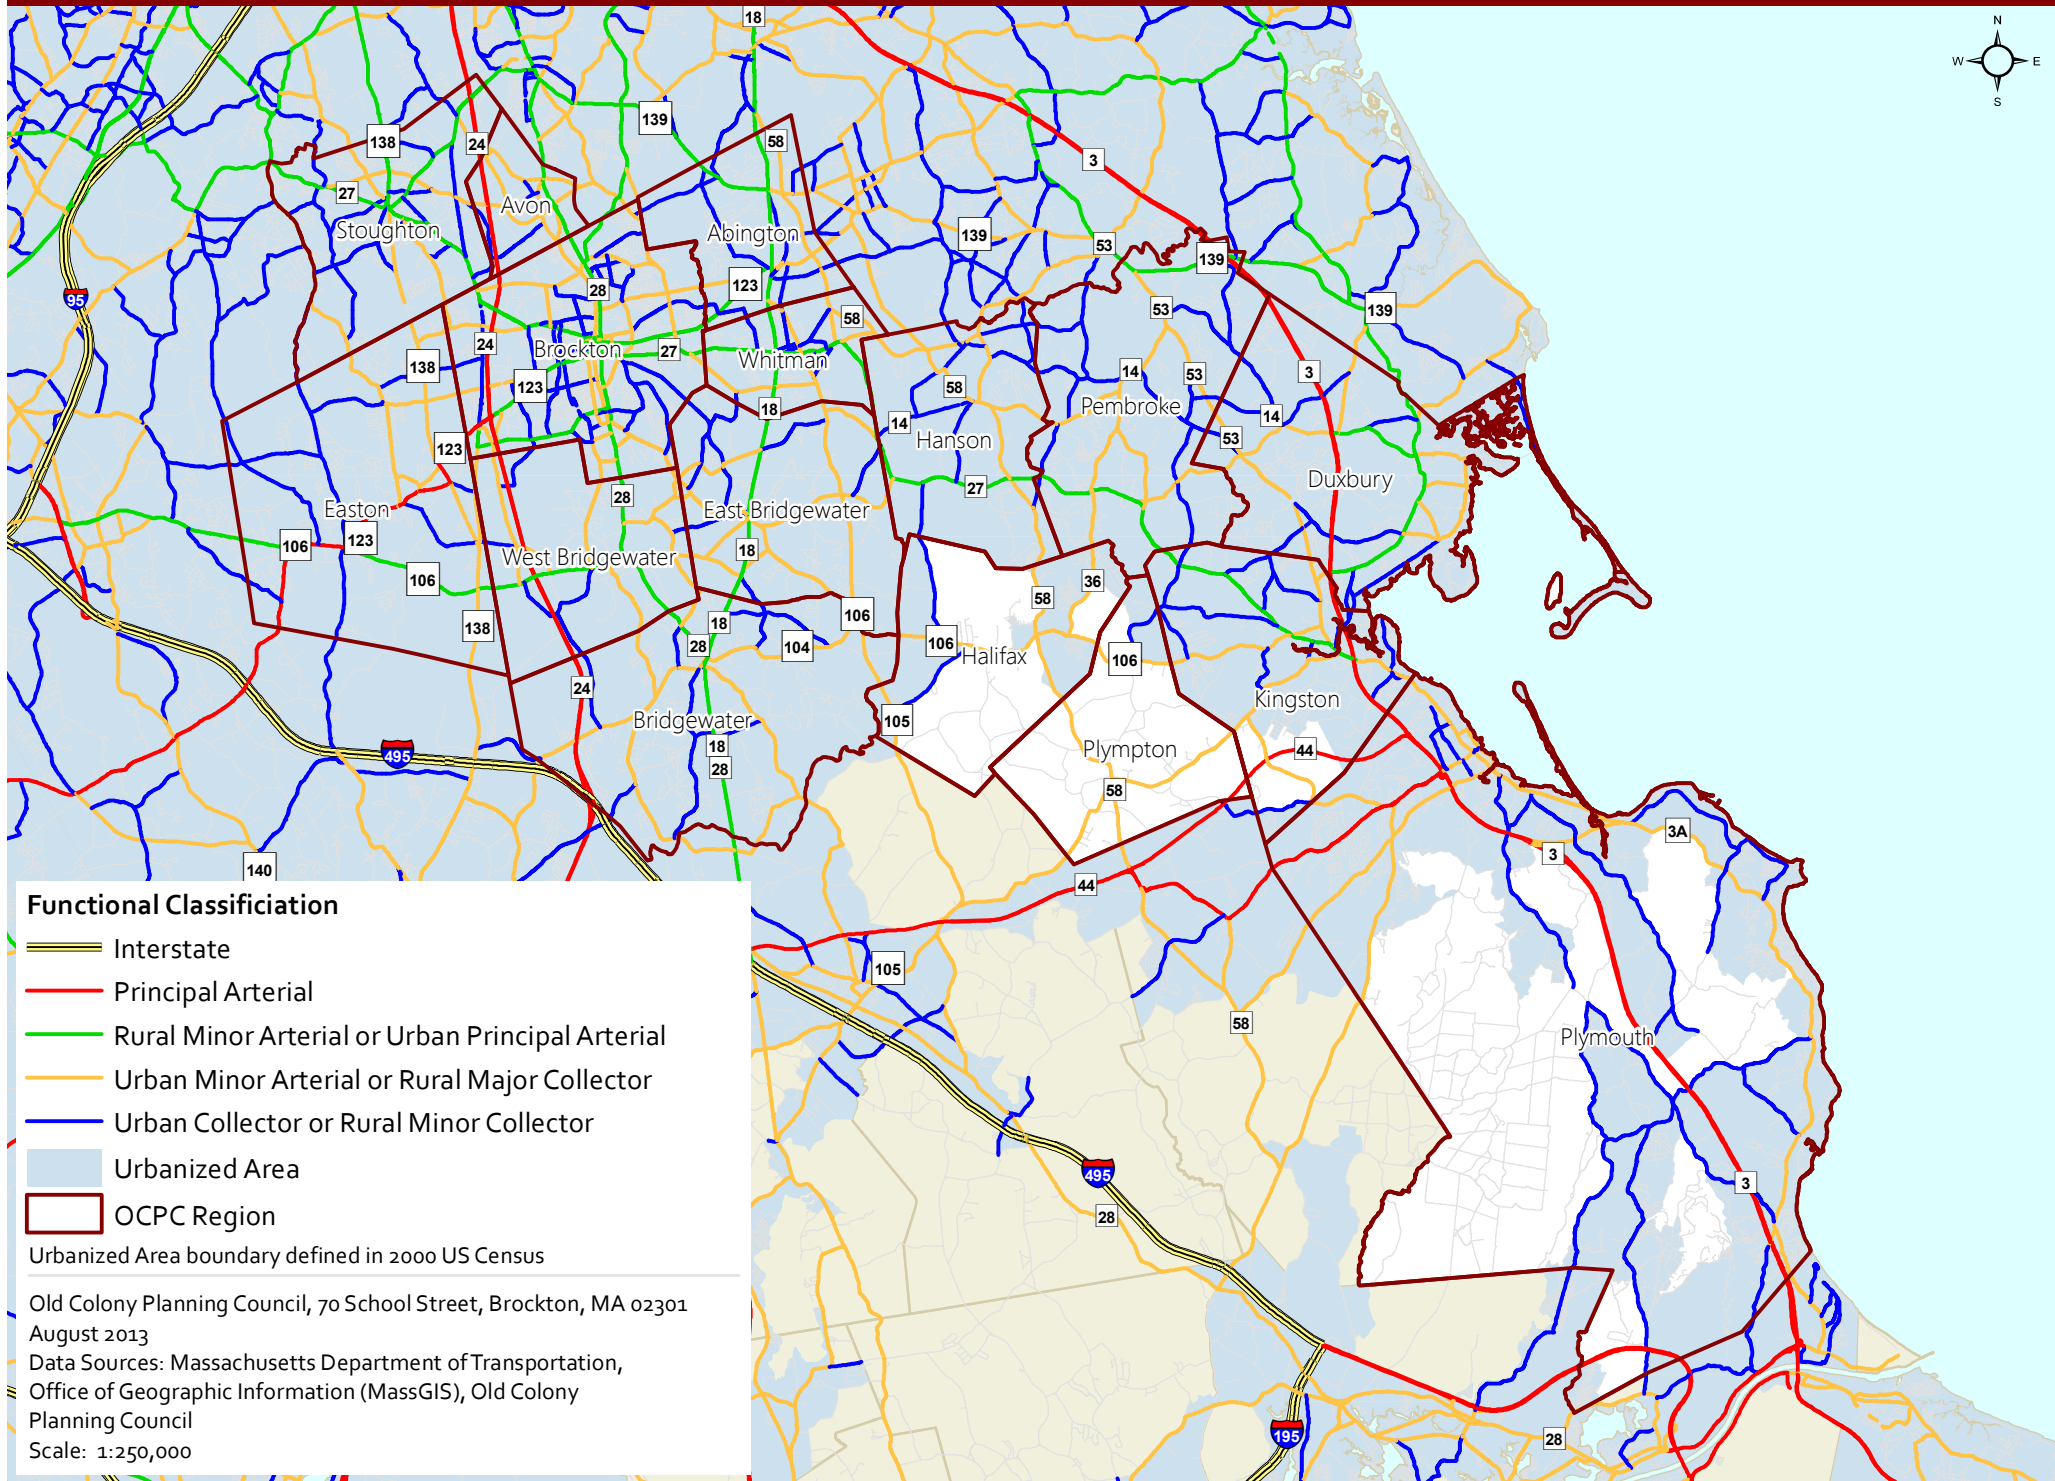 18
N
W
E
S
139
138
24
58
3
27
Avon
Stoughton
Abington
139
53
139
28
123
95
53
139
58
24
Brockton
27
Whitman
138
14
53
3
123
58
Pembroke
18
14
14
Hanson
53
123
27
Duxbury
28
Easton
East Bridgewater
123
106
18
West Bridgewater
106
36
58
106
18
138
106
28
104
Halifax
106
24
Kingston
105
Bridgewater
18
Plympton
44
495
28
58
3A
3
140
44
Functional Classificiation
Interstate
105
Principal Arterial
58
Rural Minor Arterial or Urban Principal Arterial
Plymouth
Urban Minor Arterial or Rural Major Collector
Urban Collector or Rural Minor Collector
Urbanized Area
495
3
OCPC Region
28
Urbanized Area boundary defined in 2000 US Census
Old Colony Planning Council, 70 School Street, Brockton, MA 02301
August 2013
Data Sources: Massachusetts Department of Transportation,
Office of Geographic Information (MassGIS), Old Colony
Planning Council
Scale: 1:250,000
195
28